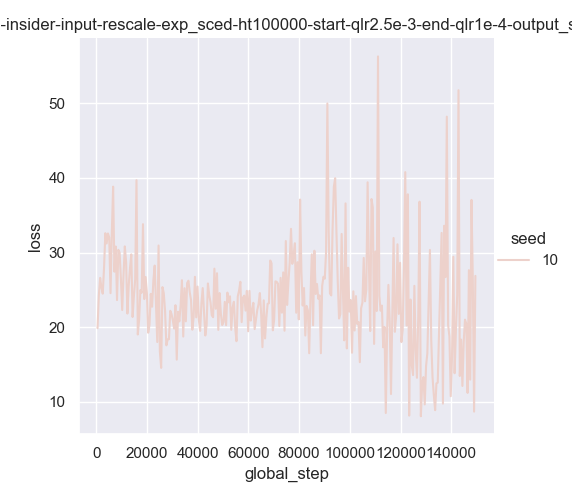 -insider-input-rescale-exp_sced-ht100000-start-qlr2.5e-3-end-qlr1e-4-output_s
50
40
30
20
10
loss
seed
10
0 20000 40000 60000 80000 100000 120000 140000
global_step